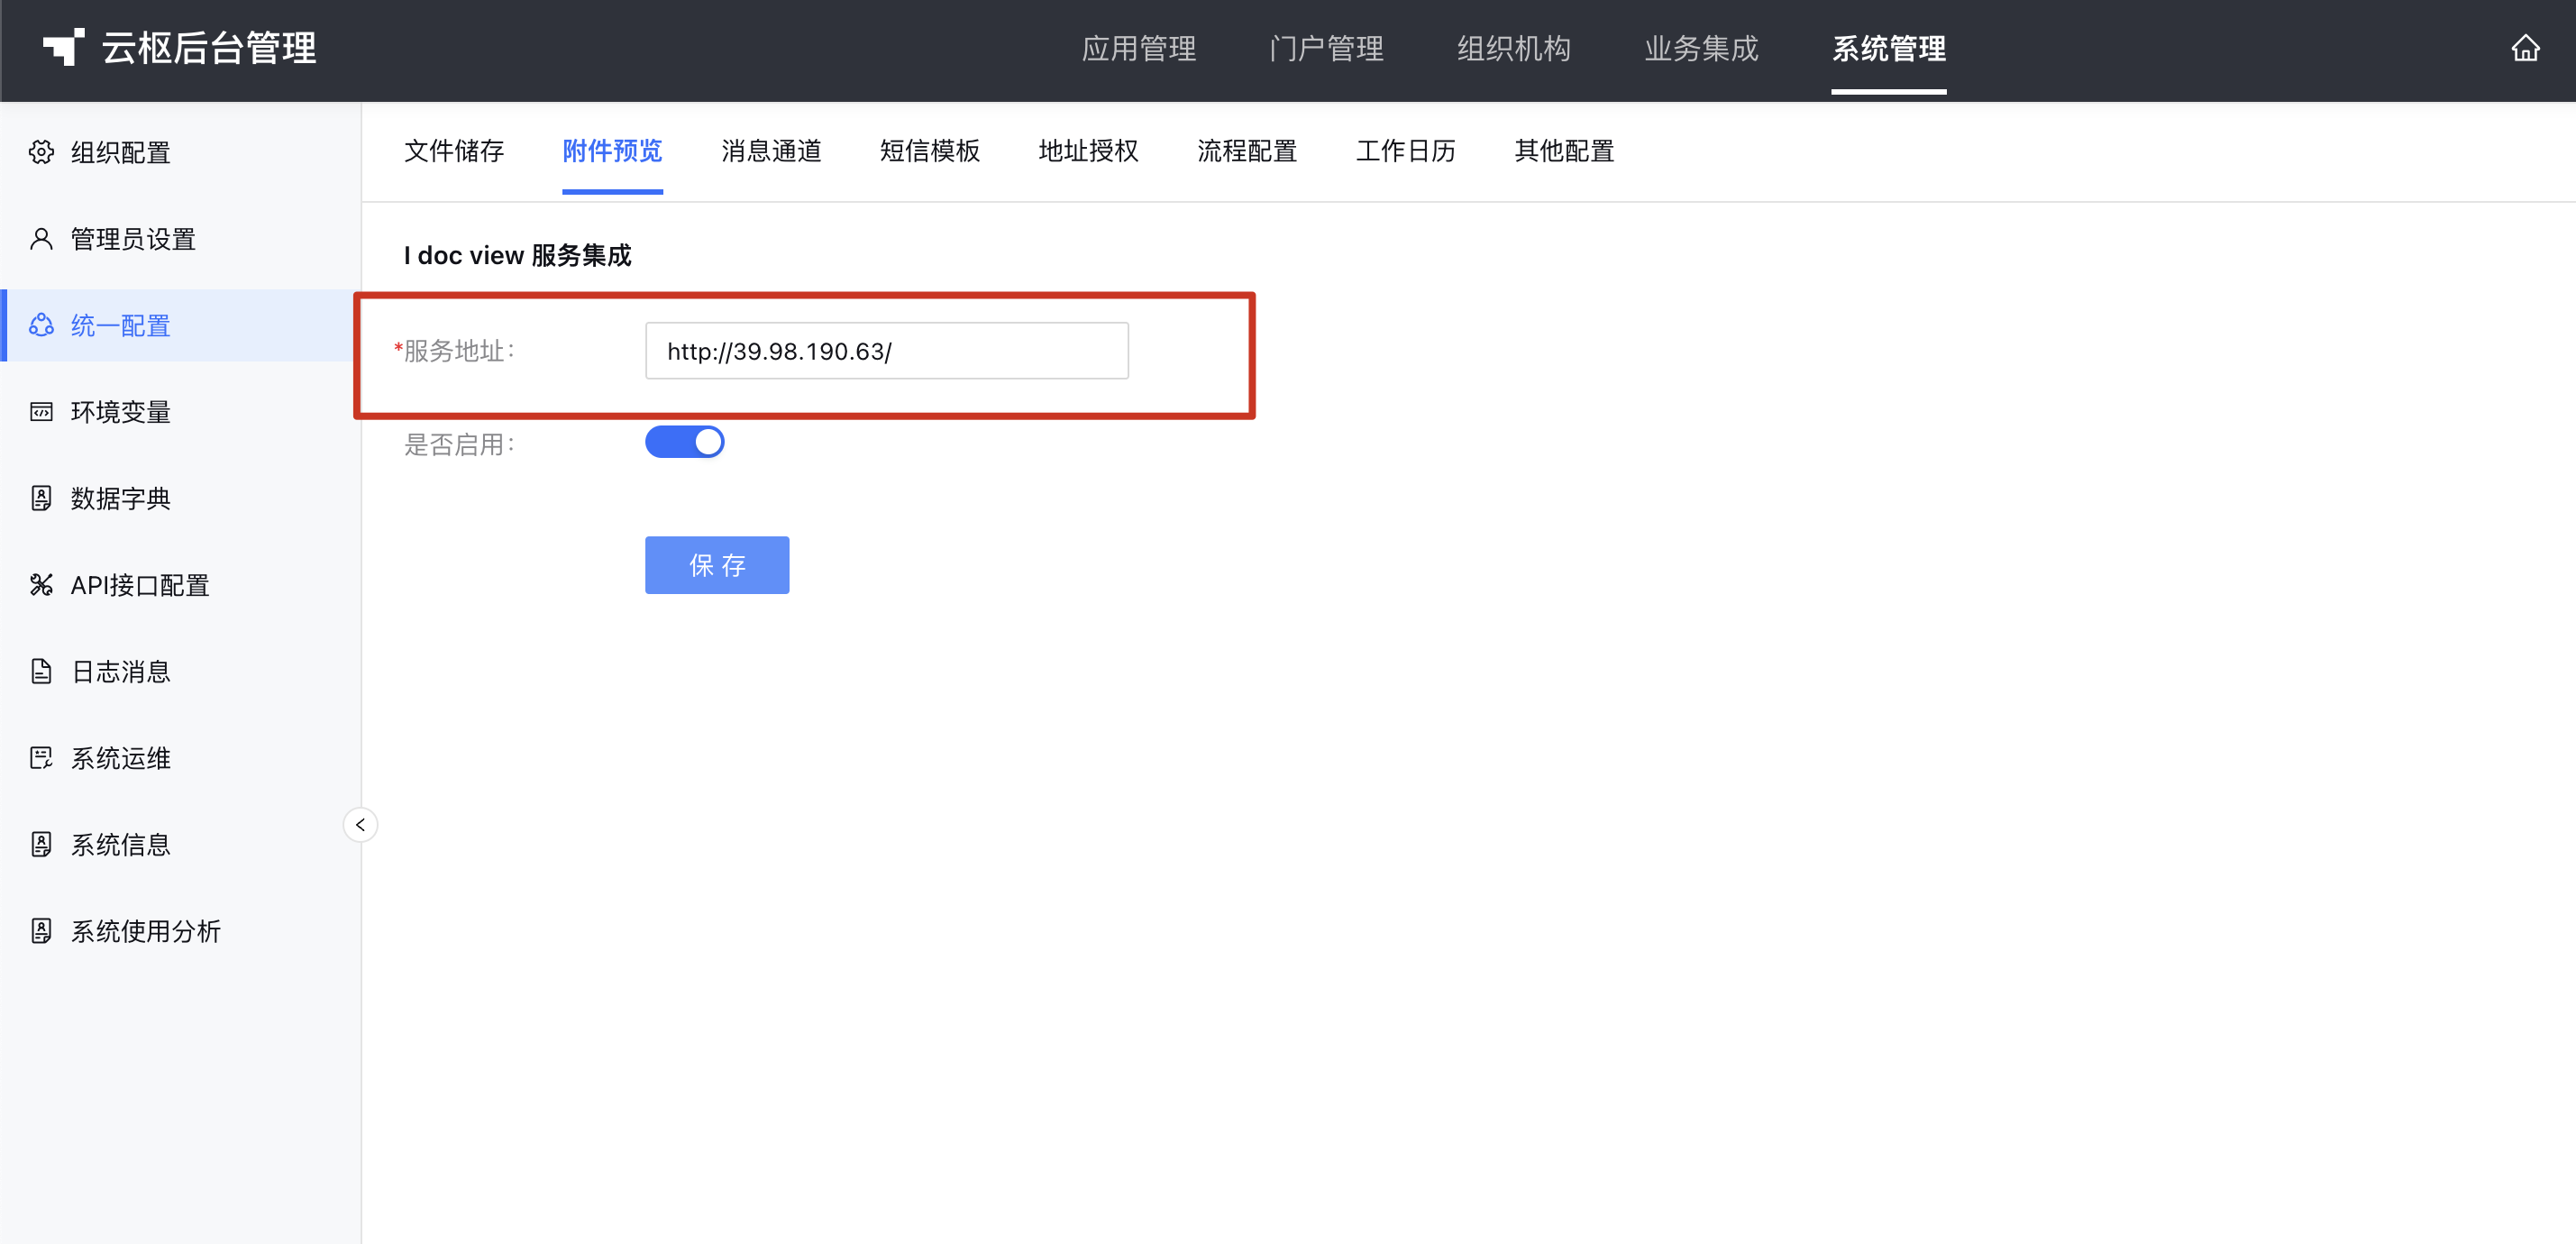 云枢后台管理
应用管理
门户管理
组织机构
业务集成
系统管理
组织配置
管理员设置
统一配置
环境变量
数据字典
API接口配置
日志消息
系统运维
系统信息
系统使用分析
文件储存
附件预览
消息通道
短信模板
地址授权
流程配置
工作日历
其他配置
I doc view 服务集成
*服务地址: http://39.98.190.63/
是否启用:
保 存